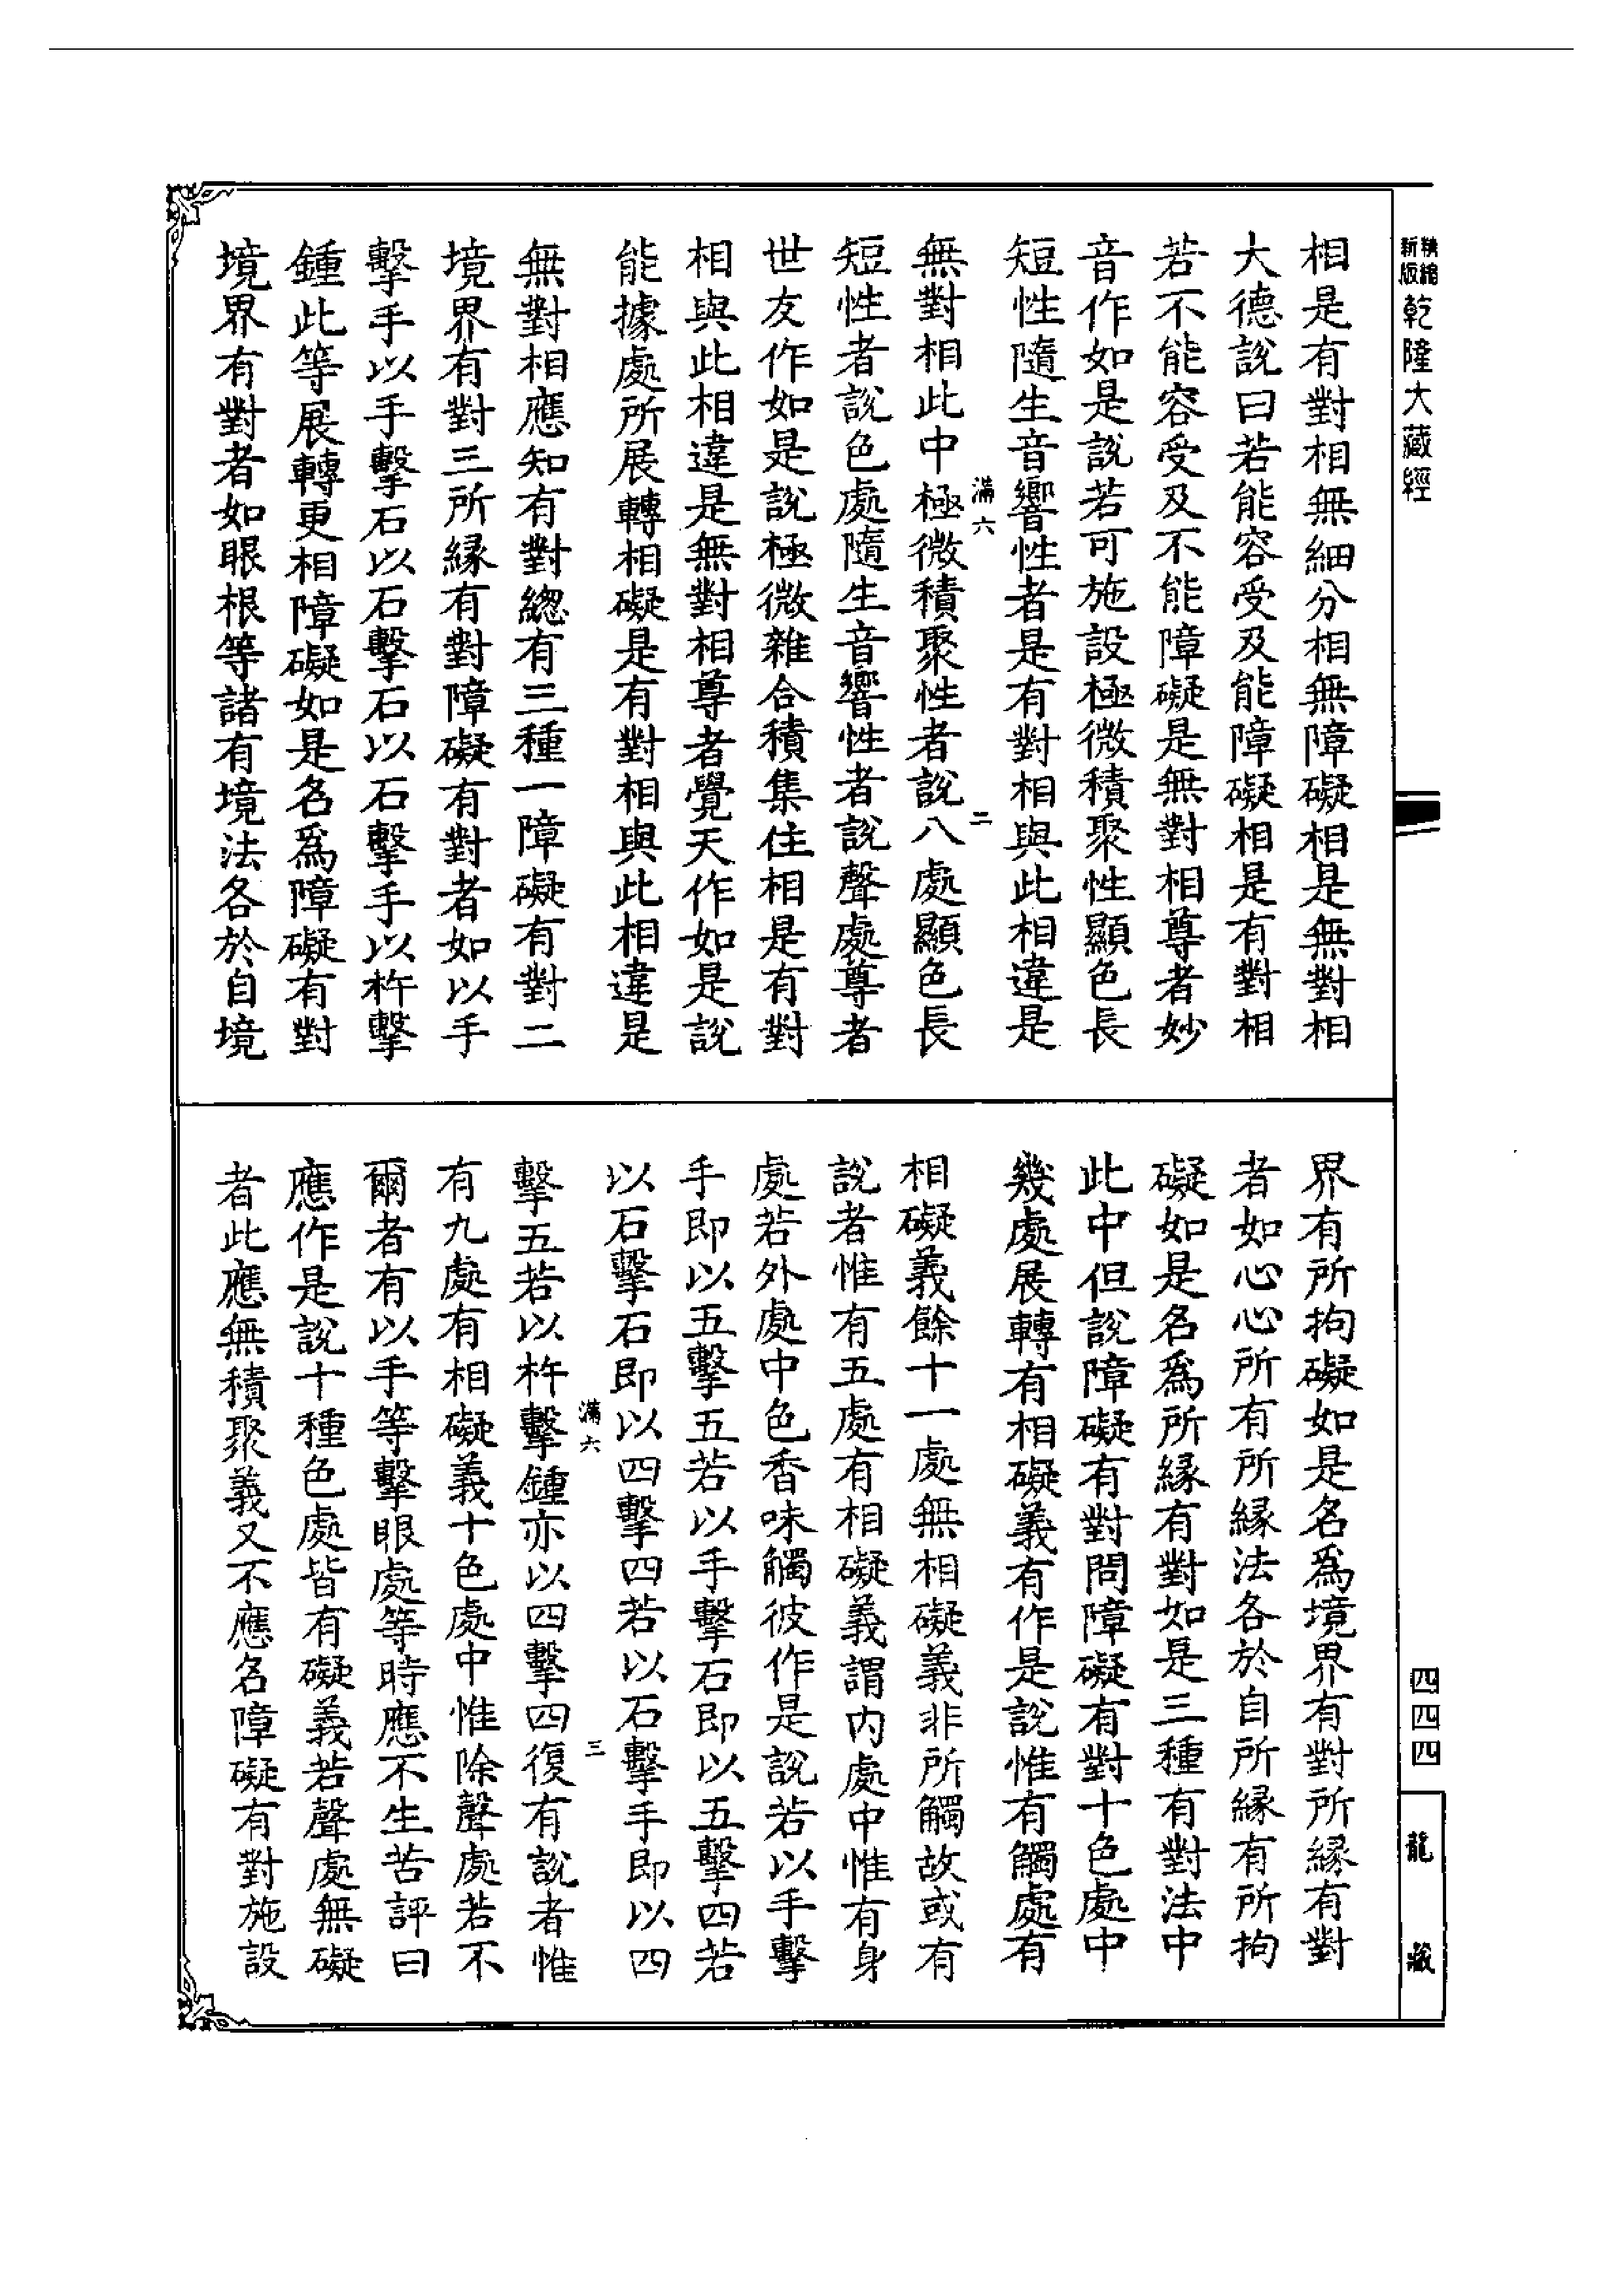 精縮
新版
乾隆大藏經
相是有對相無細分相無障礙相是無對相
大德說曰若能容受及能障礙相是有對相
若不能容受及不能障礙是無對相尊者妙
音作如是說若可施設極微積聚性顯色長
短性隨生音響性者是有對相與此相違是
滿六 二
無對相此中極微積聚性者說八處顯色長
短性者說色處隨生音響性者說聲處尊者
世友作如是說極微雜合積集住相是有對
相與此相違是無對相尊者覺天作如是說
能據處所展轉相礙是有對相與此相違是
無對相應知有對總有三種一障礙有對二
境界有對三所緣有對障礙有對者如以手
擊手以手擊石以石擊石以石擊手以杵擊
鍾此等展轉更相障礙如是名為障礙有對
境界有對者如眼根等諸有境法各於自境
界有所拘礙如是名為境界有對所緣有對
者如心心所有所緣法各於自所緣有所拘
礙如是名為所緣有對如是三種有對法中
此中但說障礙有對問障礙有對十色處中
幾處展轉有相礙義有作是說惟有觸處有
相礙義餘十一處無相礙義非所觸故或有
說者惟有五處有相礙義謂內處中惟有身
處若外處中色香味觸彼作是說若以手擊
手即以五擊五若以手擊石即以五擊四若
以石擊石即以四擊四若以石擊手即以四
滿六 三
擊五若以杵擊鍾亦以四擊四復有說者惟
有九處有相礙義十色處中惟除聲處若不
爾者有以手等擊眼處等時應不生苦評曰
應作是說十種色處皆有礙義若聲處無礙
者此應無積聚義又不應名障礙有對施設
四四四
龍藏